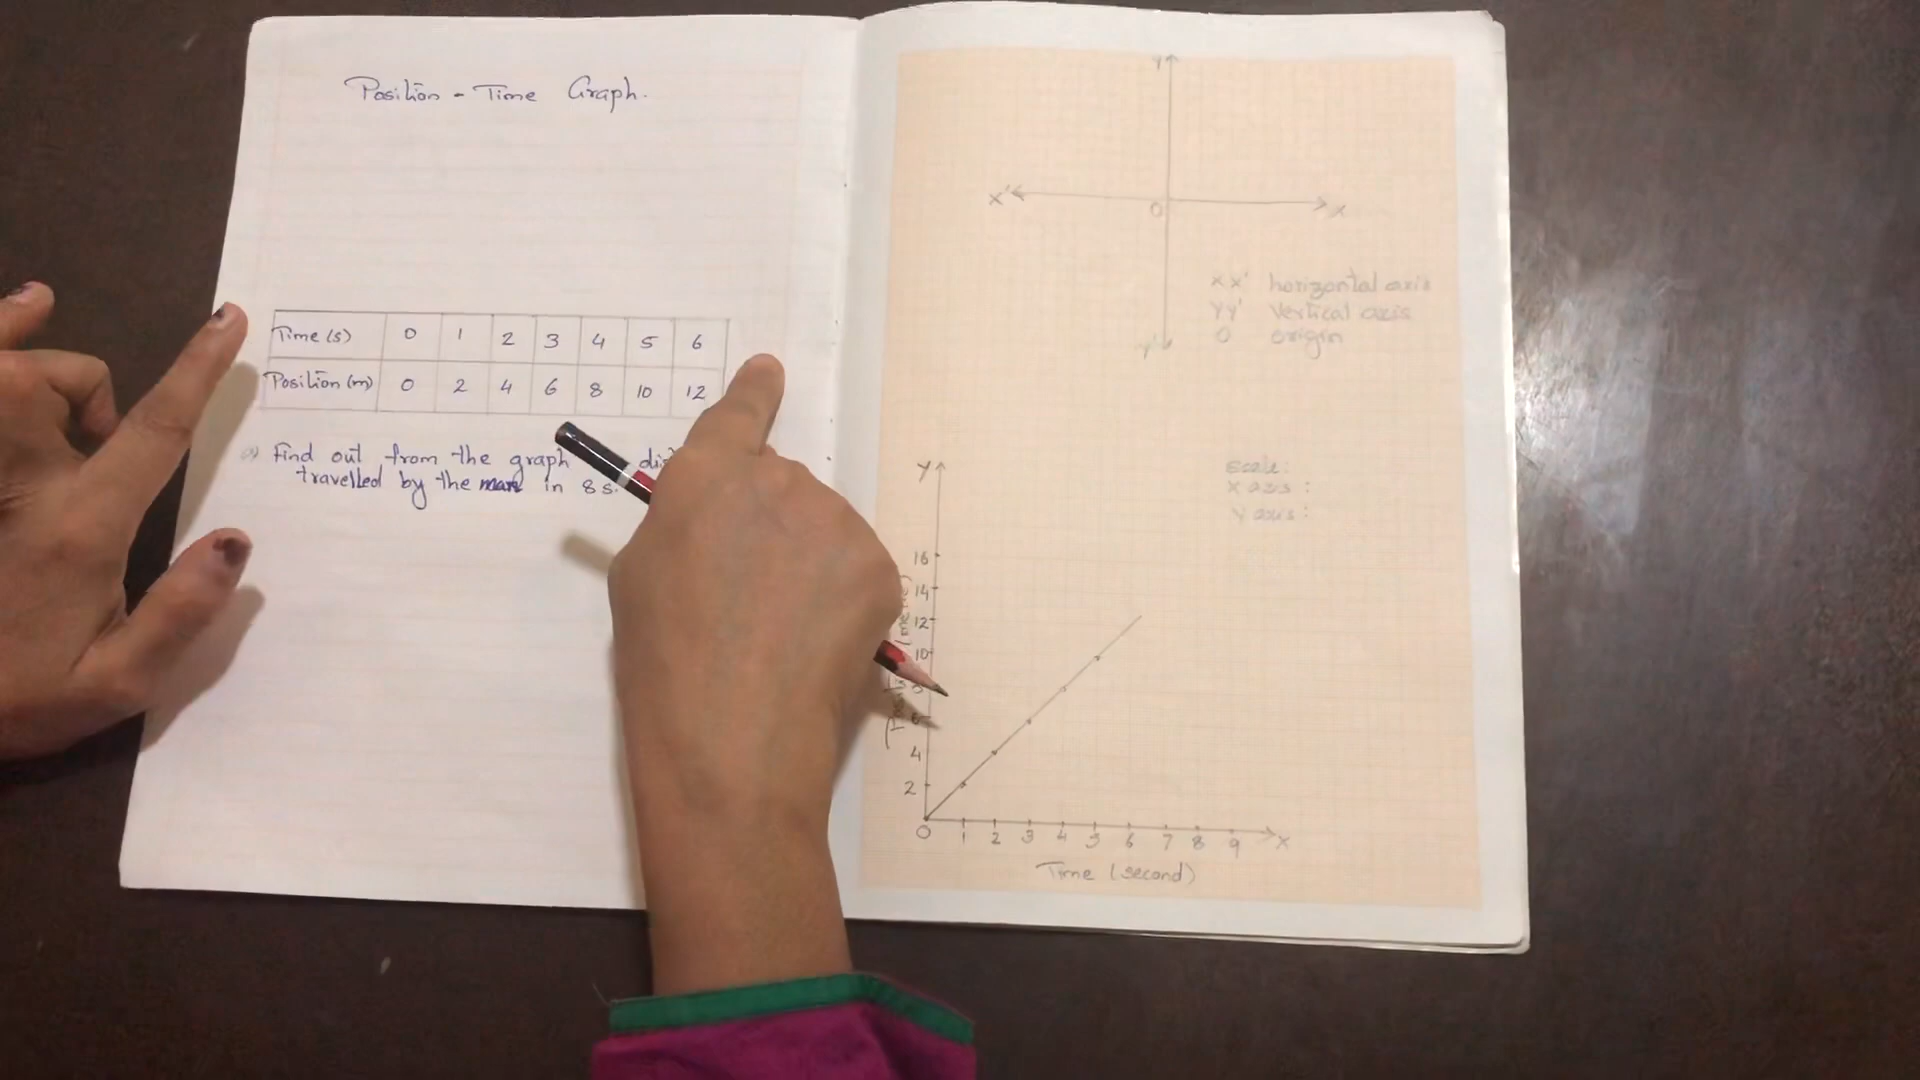 Position - Time Graph.
Time (s) 0 1 2 3 4 5 6
Position (m) 0 2 4 6 8 10 12
Find out from the graph
travelled by the man in 8 s.
Y
X' O X
Y'
XX' horizontal axis
YY' vertical axis
O origin
Y
Scale:
X axis:
Y axis:
16
14
12
10
6
4
2
0 1 2 3 4 5 6 7 8 9 X
Time (second)